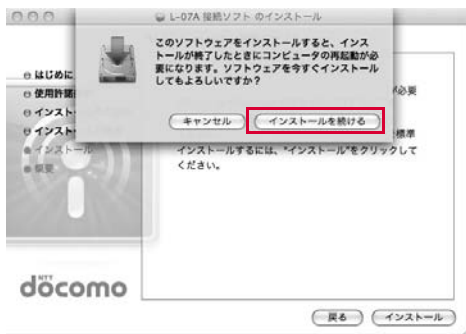 L-07A 接続ソフト のインストール
このソフトウェアをインストールすると、インス
トールが終了したときにコンピュータの再起動が必
要になります。ソフトウェアを今すぐインストール
してもよろしいですか？
キャンセル
インストールを続ける
はじめに
使用許諾
インスト
インスト
インストール
概要
が必要
標準
インストールするには、"インストール"をクリックして
ください。
NTT
döcomo
戻る
インストール